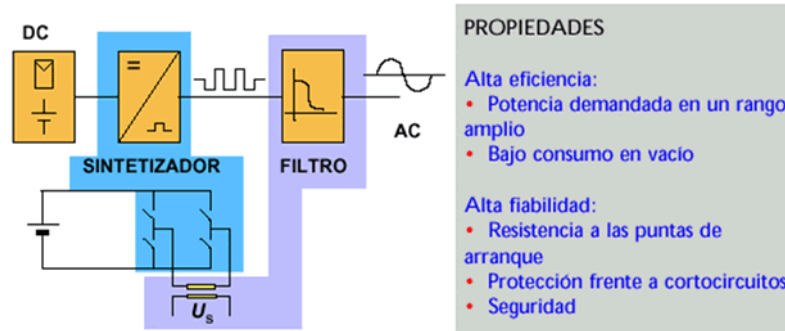 DC
SINTETIZADOR
FILTRO
AC
U_S
PROPIEDADES
Alta eficiencia:
• Potencia demandada en un rango
amplio
• Bajo consumo en vacío
Alta fiabilidad:
• Resistencia a las puntas de
arranque
• Protección frente a cortocircuitos
• Seguridad